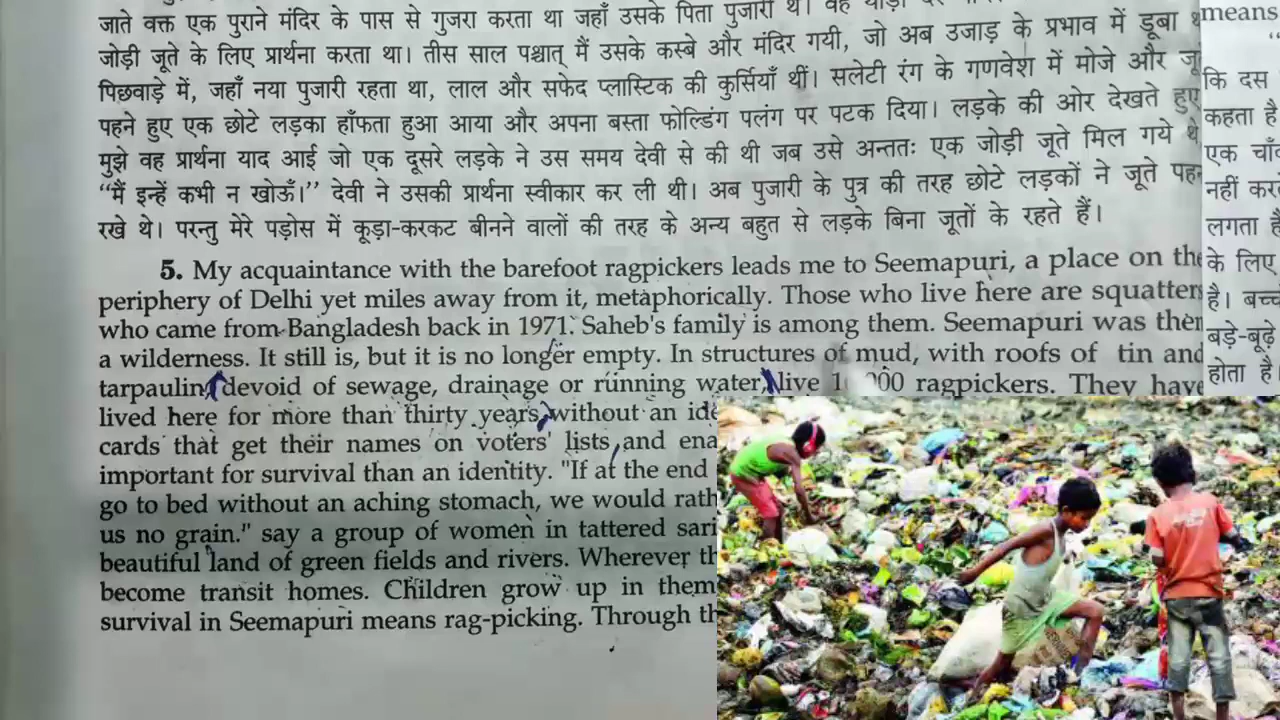 जाते वक्त एक पुराने मंदिर के पास से गुजरा करता था जहाँ उसके पिता पुजारी थे। वह
जोड़ी जूते के लिए प्रार्थना करता था। तीस साल पश्चात् मैं उसके कस्बे और मंदिर गयी, जो अब उजाड़ के प्रभाव में डूबा
पिछवाड़े में, जहाँ नया पुजारी रहता था, लाल और सफेद प्लास्टिक की कुर्सियाँ थीं। सलेटी रंग के गणवेश में मोजे और
पहने हुए एक छोटे लड़का हाँफता हुआ आया और अपना बस्ता फोल्डिंग पलंग पर पटक दिया। लड़के की ओर देखते हुए
मुझे वह प्रार्थना याद आई जो एक दूसरे लड़के ने उस समय देवी से की थी जब उसे अन्ततः एक जोड़ी जूते मिल गये थे
“मैं इन्हें कभी न खोऊँ।” देवी ने उसकी प्रार्थना स्वीकार कर ली थी। अब पुजारी के पुत्र की तरह छोटे लड़कों ने जूते पहन
रखे थे। परन्तु मेरे पड़ोस में कूड़ा-करकट बीनने वालों की तरह के अन्य बहुत से लड़के बिना जूतों के रहते हैं।
5. My acquaintance with the barefoot ragpickers leads me to Seemapuri, a place on the
periphery of Delhi yet miles away from it, metaphorically. Those who live here are squatters
who came from Bangladesh back in 1971. Saheb's family is among them. Seemapuri was then
a wilderness. It still is, but it is no longer empty. In structures of mud, with roofs of tin and
tarpaulin, devoid of sewage, drainage or running water, live ragpickers. They have
lived here for more than thirty years, without an
cards that get their names on voters' lists, and
important for survival than an identity. "If at the end
go to bed without an aching stomach, we would
us no grain." say a group of women in tattered
beautiful land of green fields and rivers. Wherever
become transit homes. Children grow up in them
survival in Seemapuri means rag-picking. Through
means
“
कि दस
कहता है
एक
नहीं
लगता
के लिए
है।
बड़े-बूढ़े
होता है।